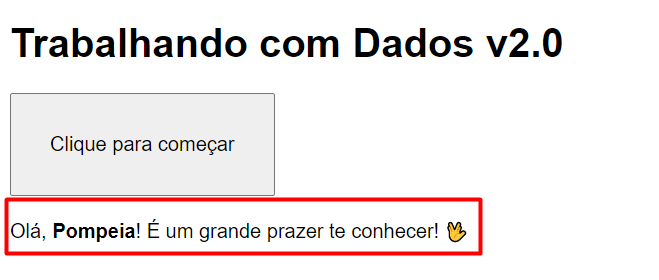 Trabalhando com Dados v2.0
Clique para começar
Olá, Pompeia! É um grande prazer te conhecer! 🖖